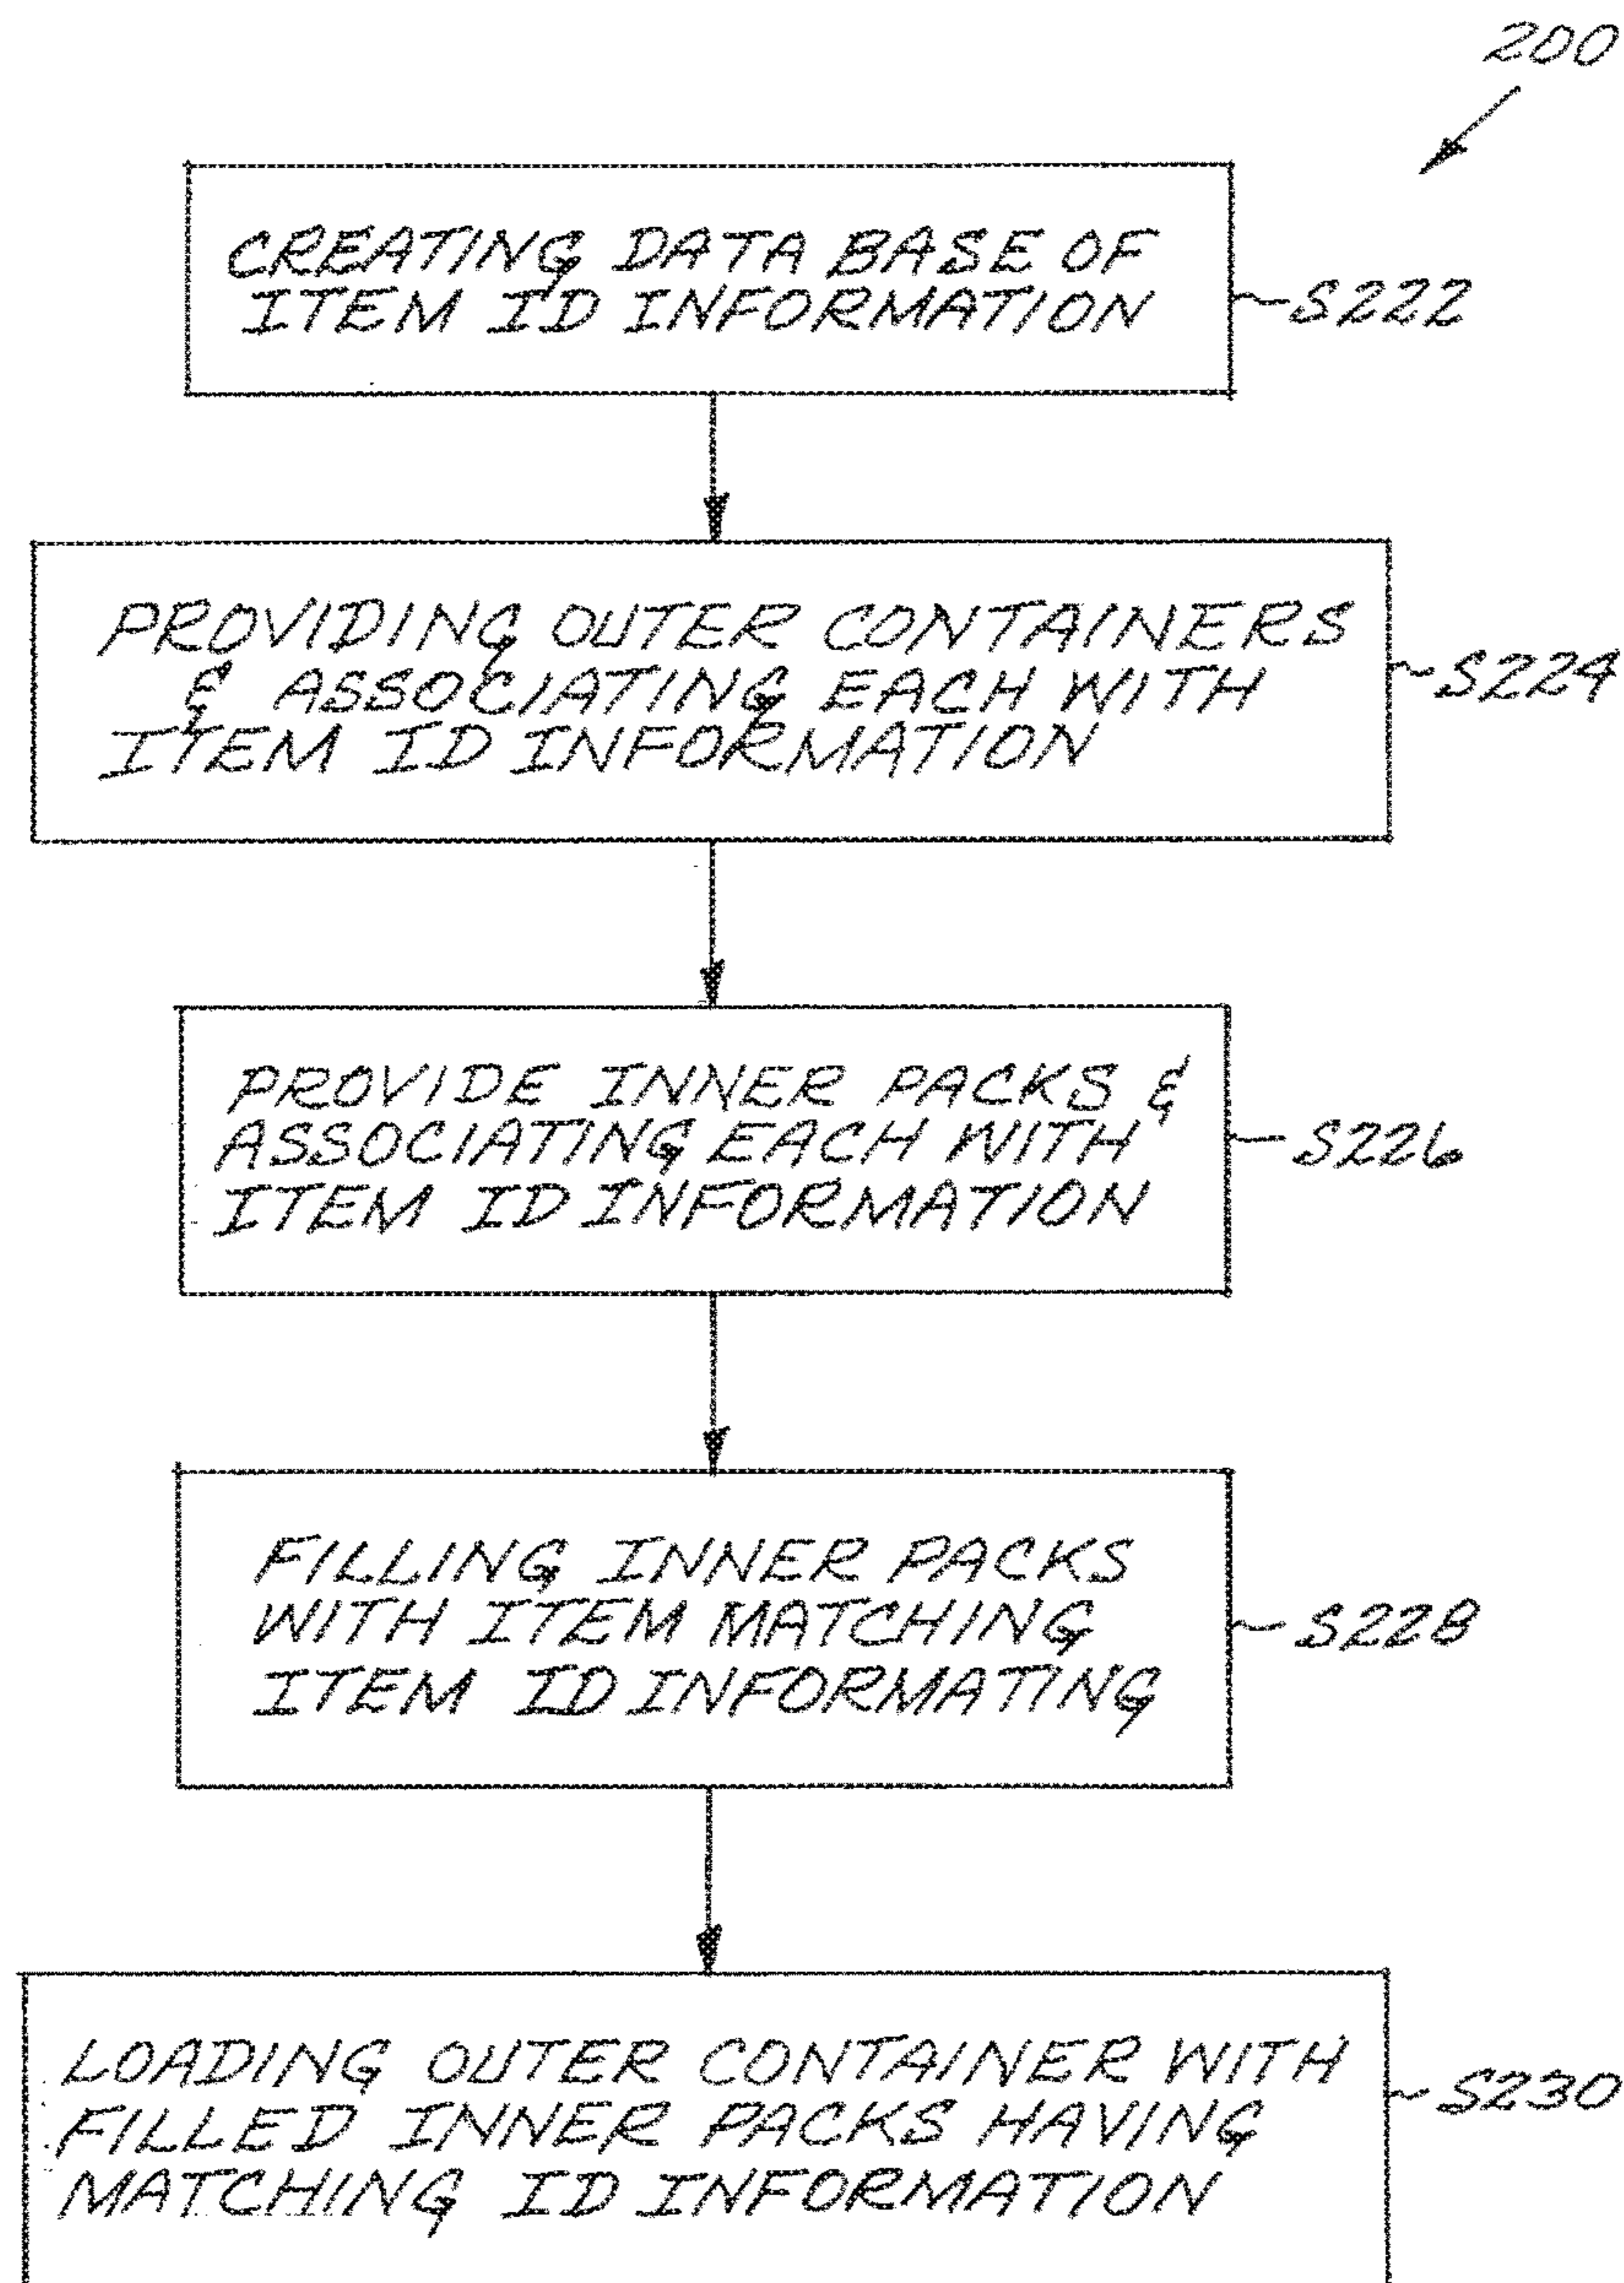 200
CREATING DATA BASE OF
ITEM ID INFORMATION
S222
PROVIDING OUTER CONTAINERS
& ASSOCIATING EACH WITH
ITEM ID INFORMATION
S224
PROVIDE INNER PACKS &
ASSOCIATING EACH WITH
ITEM ID INFORMATION
S226
FILLING INNER PACKS
WITH ITEM MATCHING
ITEM ID INFORMATING
S228
LOADING OUTER CONTAINER WITH
FILLED INNER PACKS HAVING
MATCHING ID INFORMATION
S230